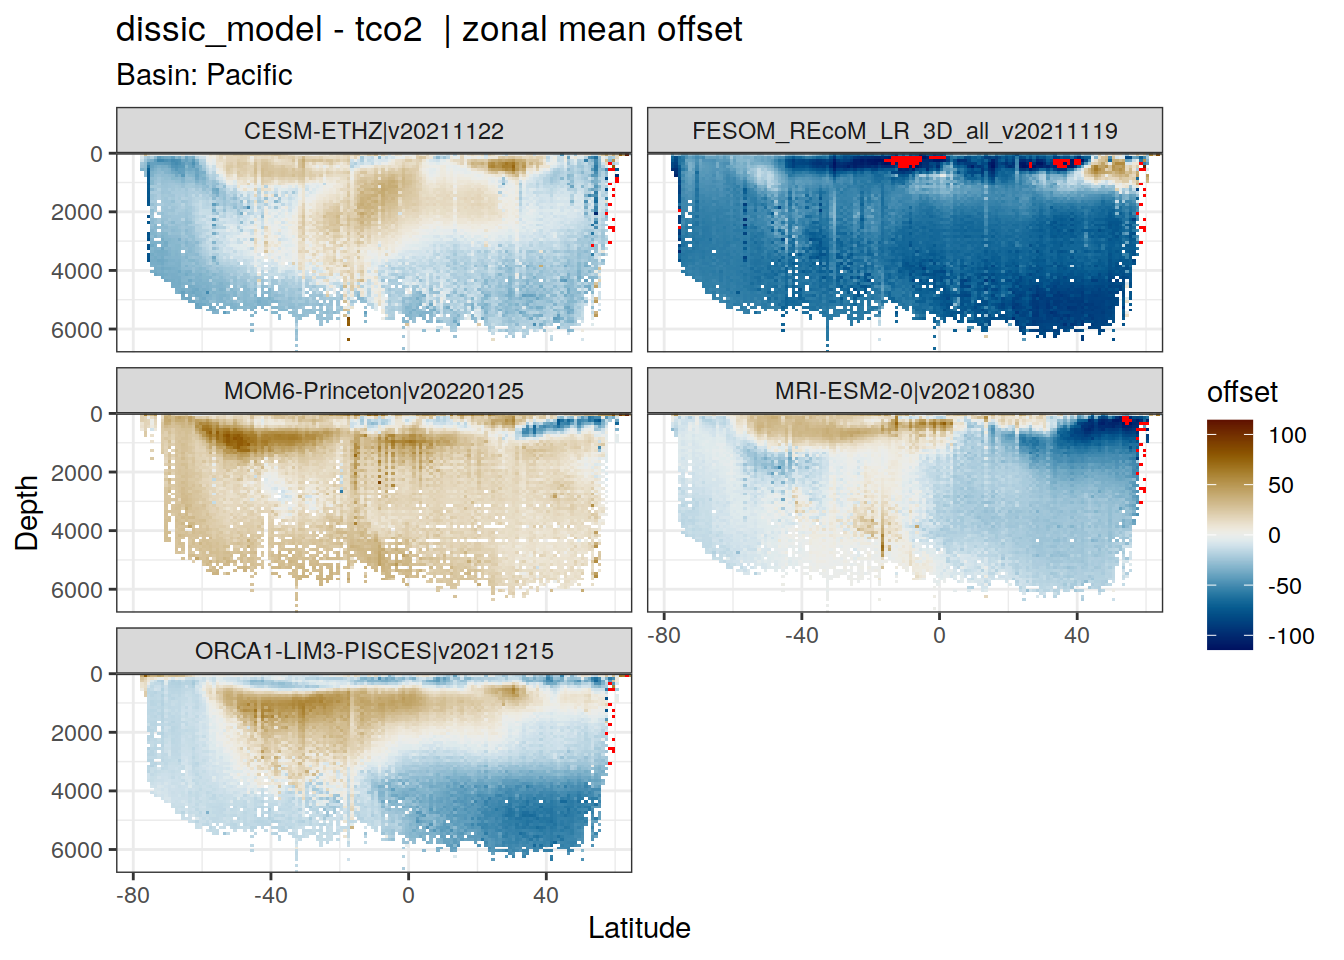 dissic_model - tco2  | zonal mean offset
Basin: Pacific
CESM-ETHZ|v20211122
FESOM_REcoM_LR_3D_all_v20211119
0
2000
4000
6000
MOM6-Princeton|v20220125
MRI-ESM2-0|v20210830
0
2000
4000
6000
-80
-40
0
40
ORCA1-LIM3-PISCES|v20211215
0
2000
4000
6000
-80
-40
0
40
Depth
Latitude
offset
100
50
0
-50
-100